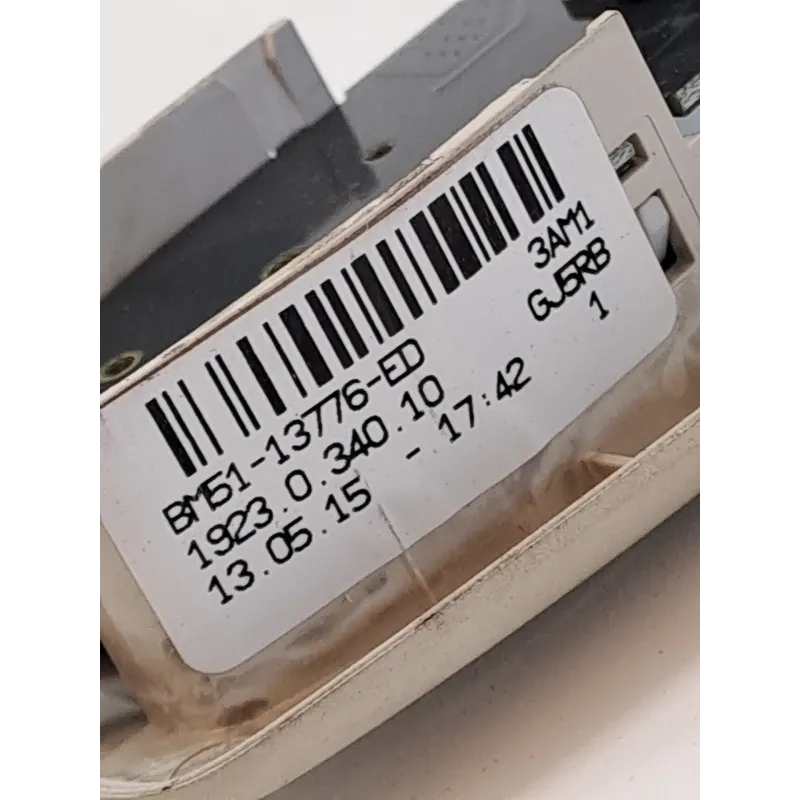 3AM1
GJ5RB
1
BM51-13776-ED
1923.0.340.10
13.05.15 - 17:42